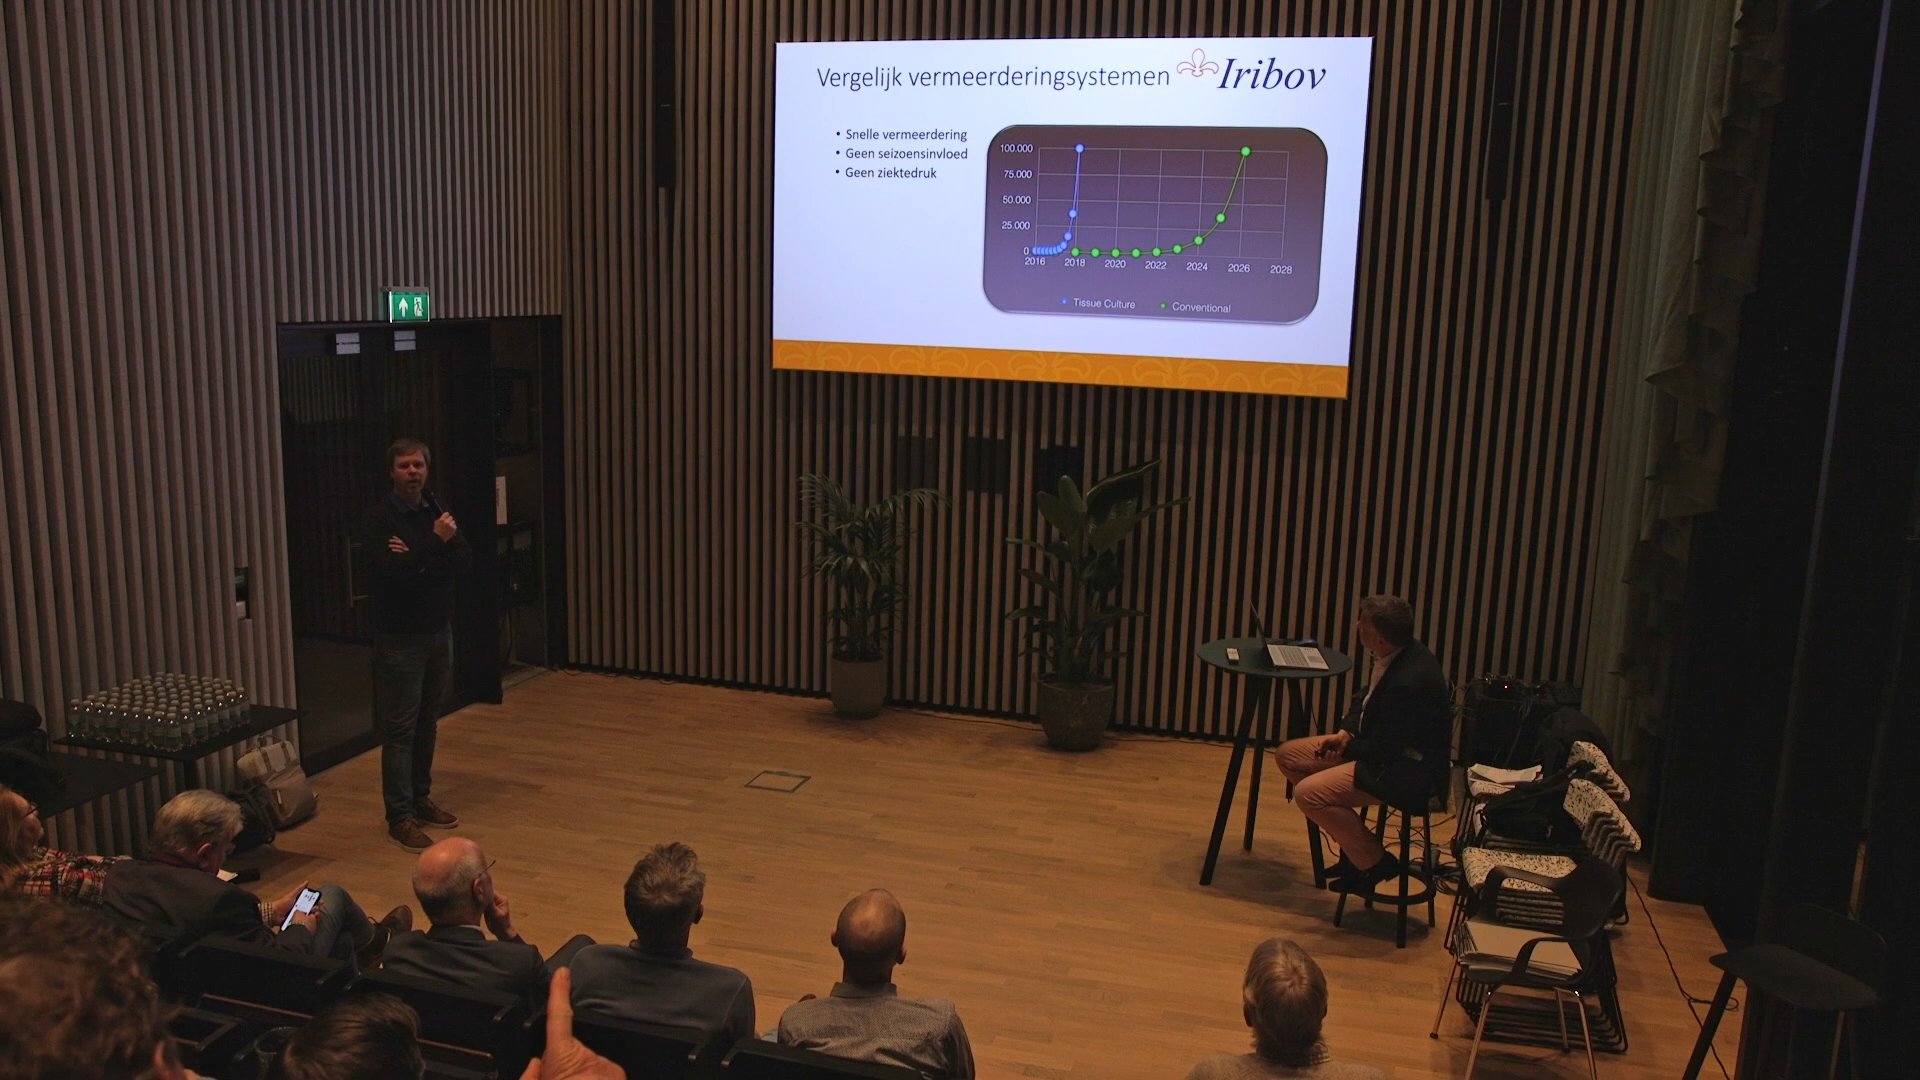 Vergelijk vermeerderingsystemen
Iribov
• Snelle vermeerdering
• Geen seizoensinvloed
• Geen ziektedruk
100.000
75.000
50.000
25.000
0
2016 2018 2020 2022 2024 2026 2028
Tissue Culture Conventional